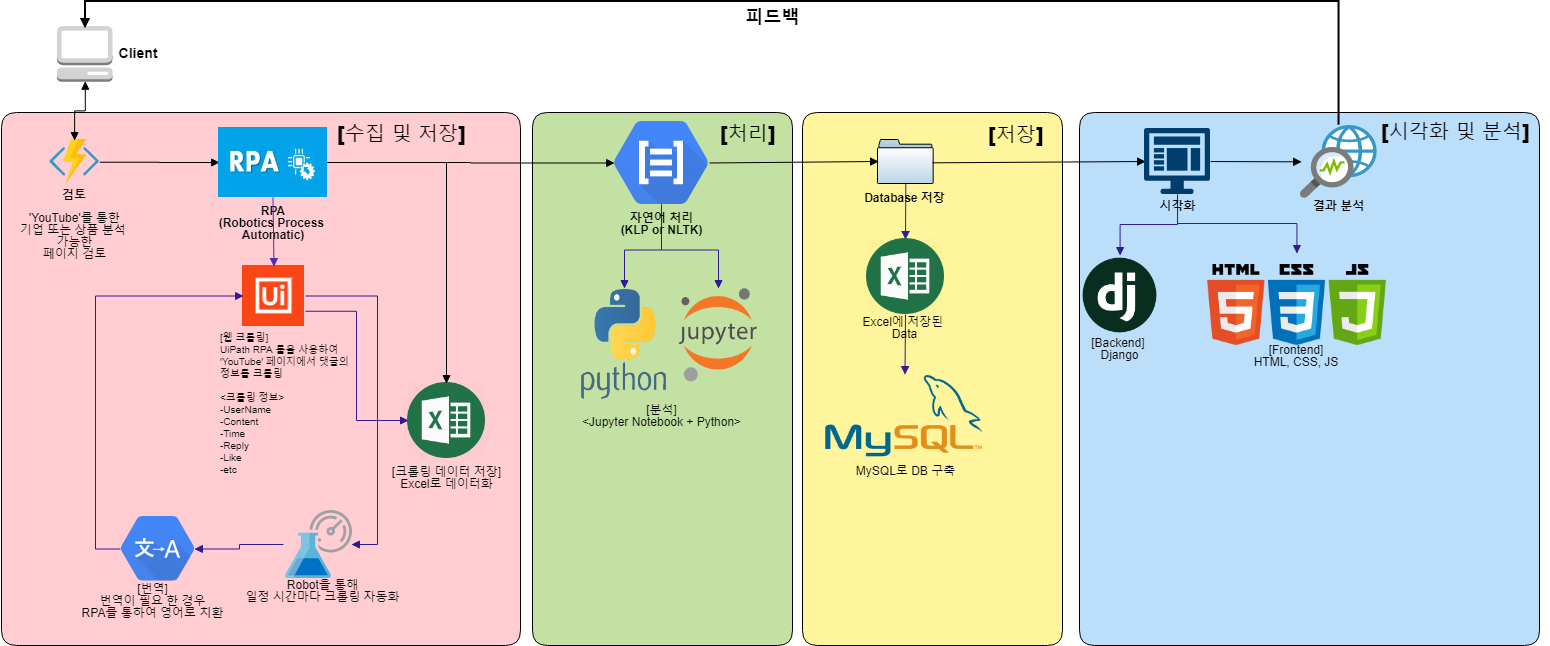 피드백
Client
[수집 및 저장]
RPA
검토
'YouTube'를 통한
기업 또는 상품 분석
가능한
페이지 검토
RPA
(Robotics Process
Automatic)
Ui
[웹 크롤링]
UiPath RPA 툴을 사용하여
'YouTube' 페이지에서 댓글의
정보를 크롤링
<크롤링 정보>
-UserName
-Content
-Time
-Reply
-Like
-etc
X
[크롤링 데이터 저장]
Excel로 데이터화
文→A
[번역]
번역이 필요 한 경우
RPA를 통하여 영어로 치환
Robot을 통해
일정 시간마다 크롤링 자동화
[처리]
자연어 처리
(KLP or NLTK)
python
jupyter
[분석]
<Jupyter Notebook + Python>
[저장]
Database 저장
X
Excel에 저장된
Data
MySQL™
MySQL로 DB 구축
[시각화 및 분석]
시각화
결과 분석
dj
[Backend]
Django
HTML CSS JS
5 3
[Frontend]
HTML, CSS, JS